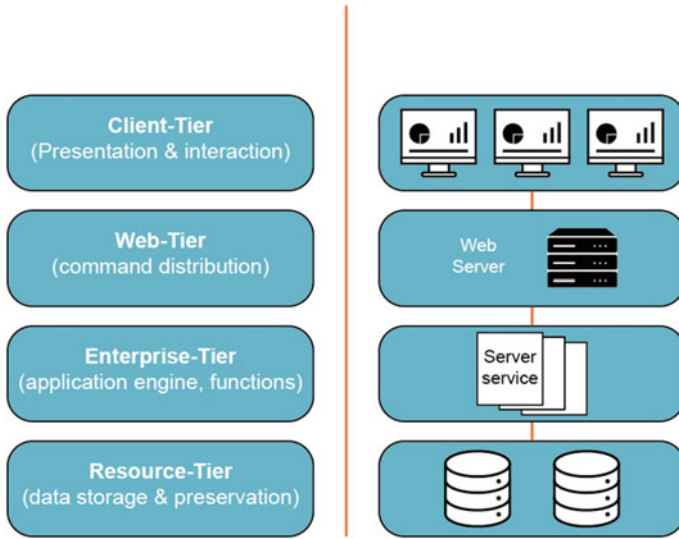 Client-Tier
(Presentation & interaction)
Web-Tier
(command distribution)
Web
Server
Enterprise-Tier
(application engine, functions)
Server
service
Resource-Tier
(data storage & preservation)